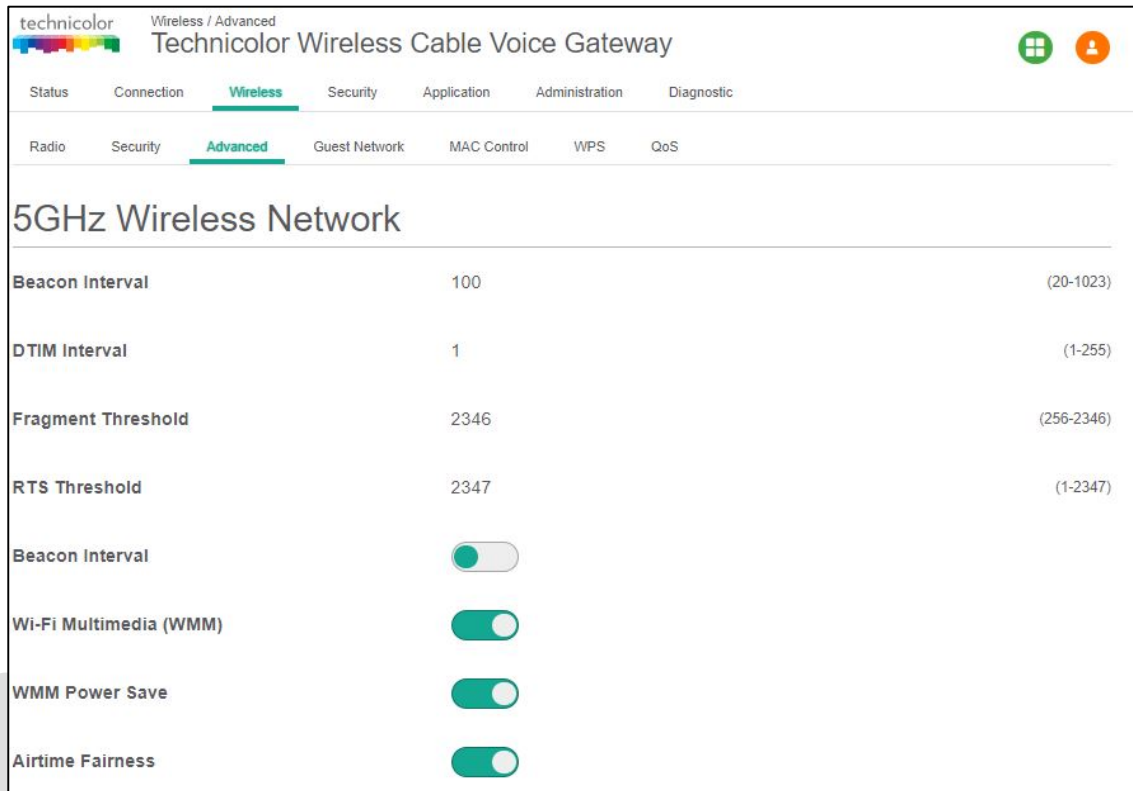 technicolor
Wireless / Advanced
Technicolor Wireless Cable Voice Gateway
Status Connection Wireless Security Application Administration Diagnostic
Radio Security Advanced Guest Network MAC Control WPS QoS
5GHz Wireless Network
Beacon Interval 100 (20-1023)
DTIM Interval 1 (1-255)
Fragment Threshold 2346 (256-2346)
RTS Threshold 2347 (1-2347)
Beacon Interval
Wi-Fi Multimedia (WMM)
WMM Power Save
Airtime Fairness